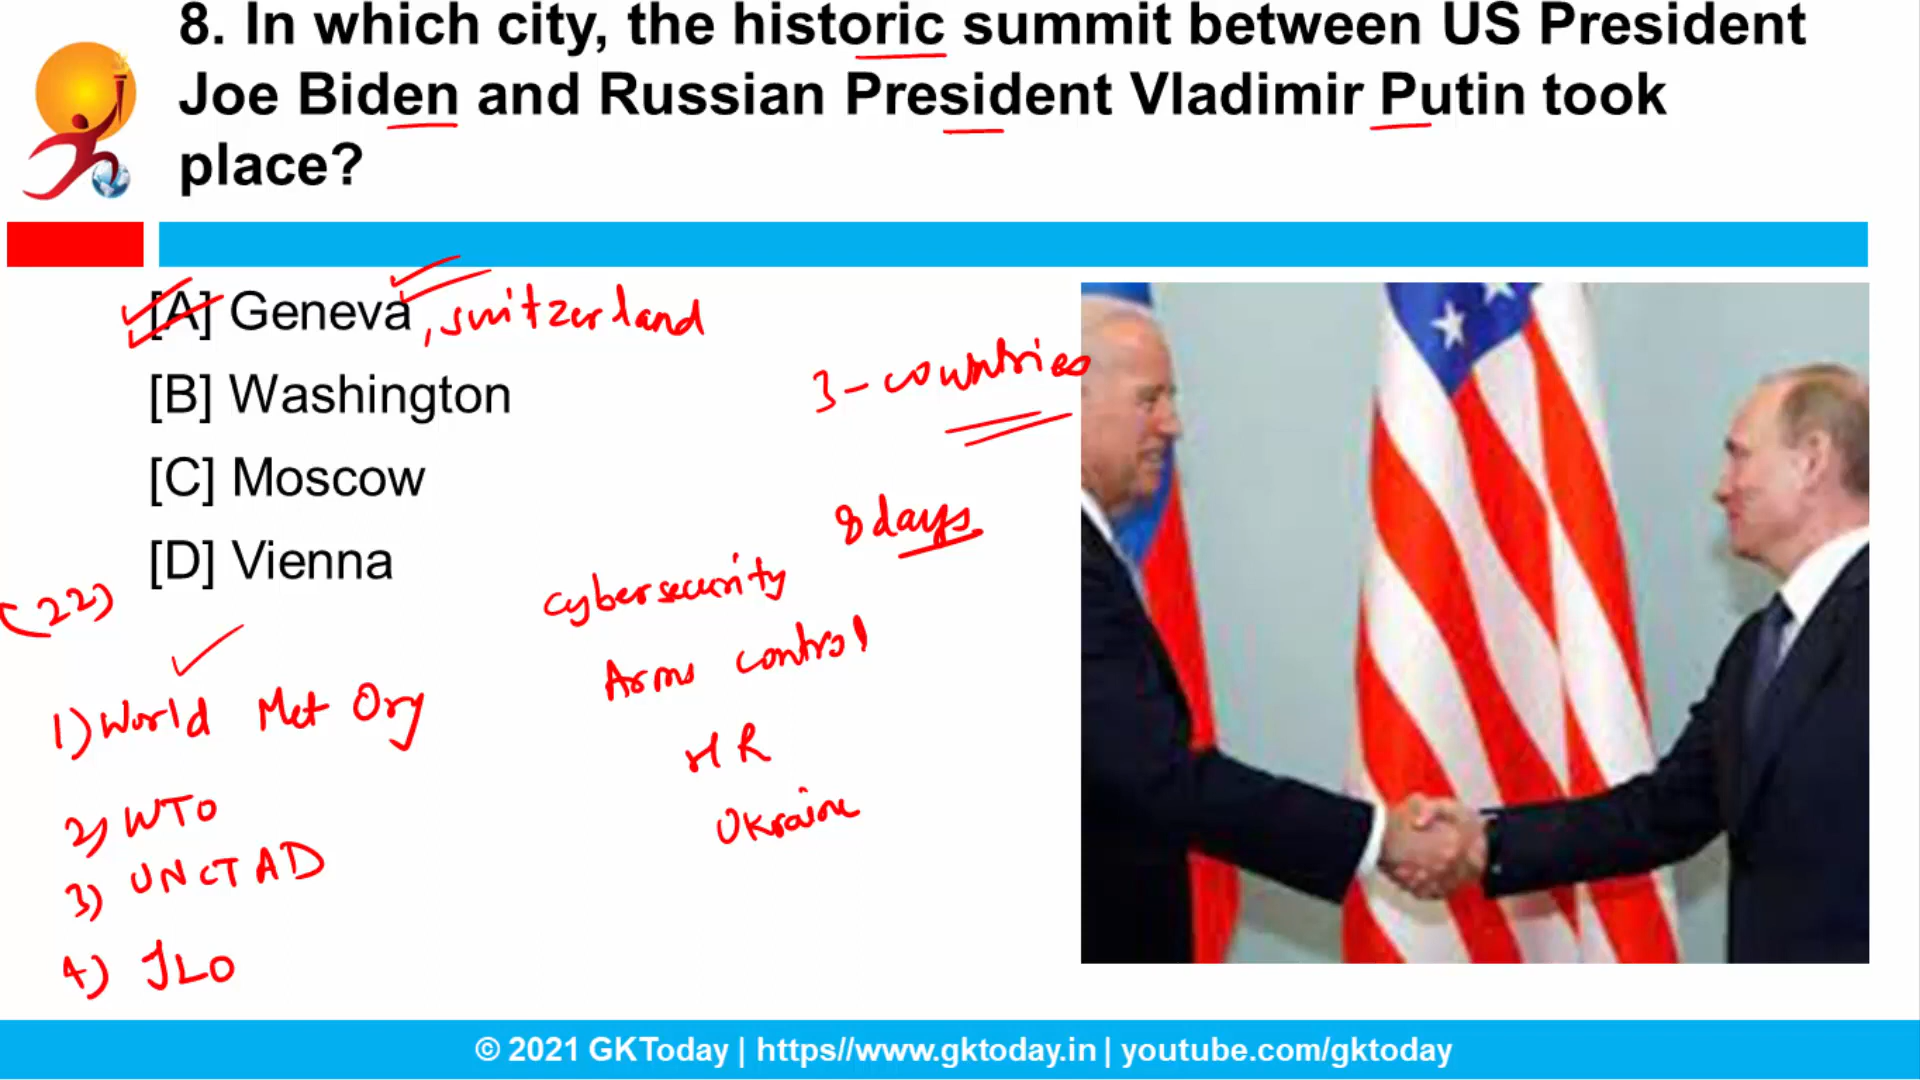 8. In which city, the historic summit between US President
Joe Biden and Russian President Vladimir Putin took
place?
[A] Geneva, switzerland
[B] Washington
3-countries
[C] Moscow
8 days
[D] Vienna
cybersecurity
(22)
Arms control
1) World Met Org
HR
2) WTO
Ukraine
3) UNCTAD
4) ILO
© 2021 GKToday | https//www.gktoday.in | youtube.com/gktoday